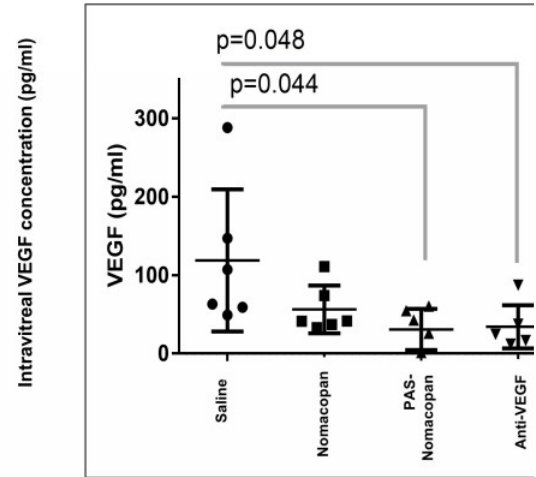 Intravitreal VEGF concentration (pg/ml)
p=0.048
p=0.044
VEGF (pg/ml)
300
200
100
0
Saline
Nomacopan
PAS-
Nomacopan
Anti-VEGF